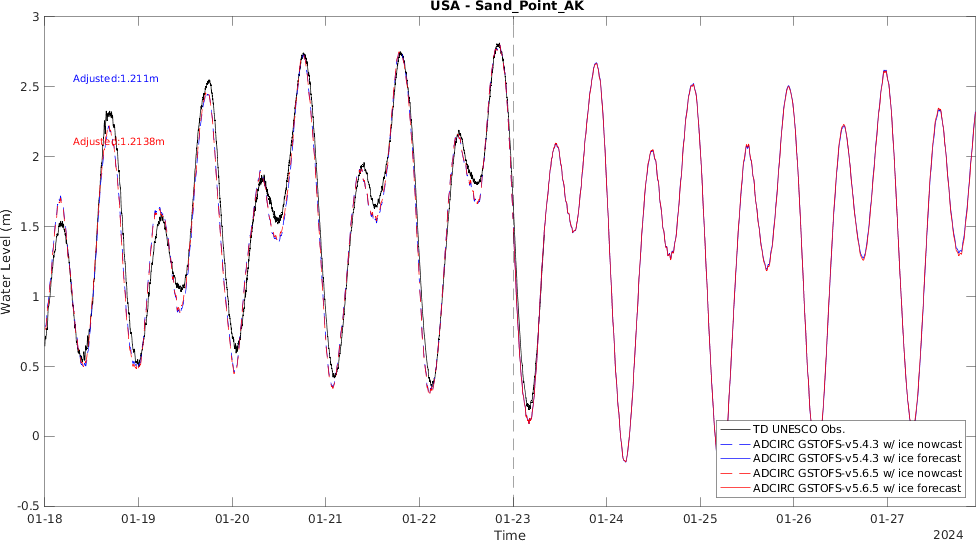 USA - Sand_Point_AK
3
2.5
2
1.5
1
0.5
0
-0.5
Water Level (m)
Adjusted:1.211m
Adjusted:1.2138m
TD UNESCO Obs.
ADCIRC GSTOFS-v5.4.3 w/ ice nowcast
ADCIRC GSTOFS-v5.4.3 w/ ice forecast
ADCIRC GSTOFS-v5.6.5 w/ ice nowcast
ADCIRC GSTOFS-v5.6.5 w/ ice forecast
01-18 01-19 01-20 01-21 01-22 01-23 01-24 01-25 01-26 01-27
Time
2024